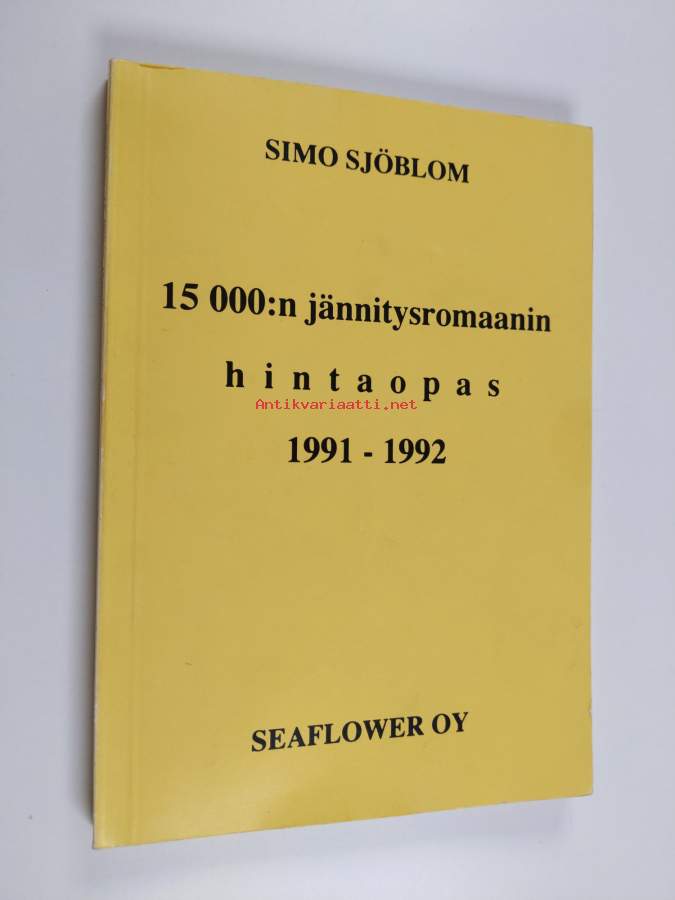 SIMO SJÖBLOM
15 000:n jännitysromaanin
hintaopas
Antikvariaatti.net
1991 - 1992
SEAFLOWER OY